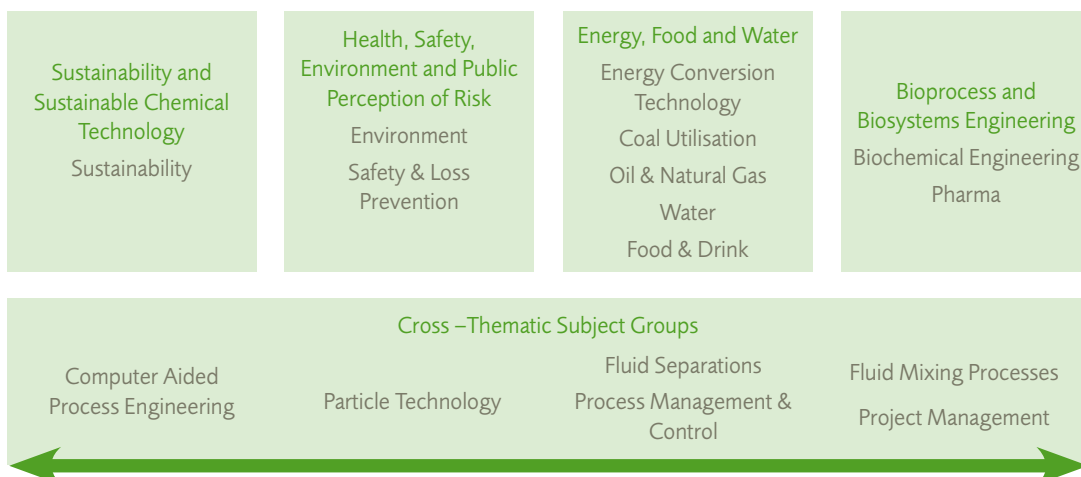 Sustainability and
Sustainable Chemical
Technology
Sustainability
Health, Safety,
Environment and Public
Perception of Risk
Environment
Safety & Loss
Prevention
Energy, Food and Water
Energy Conversion
Technology
Coal Utilisation
Oil & Natural Gas
Water
Food & Drink
Bioprocess and
Biosystems Engineering
Biochemical Engineering
Pharma
Cross –Thematic Subject Groups
Computer Aided
Process Engineering
Particle Technology
Fluid Separations
Process Management &
Control
Fluid Mixing Processes
Project Management